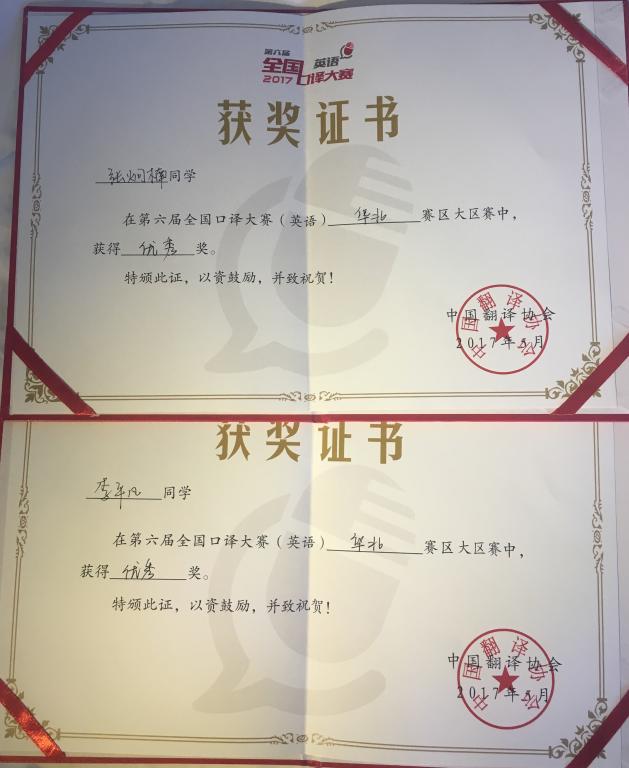 第六届
全国英语
2017口译大赛
获奖证书
张炯樟同学
在第六届全国口译大赛(英语)华北赛区大区赛中,
获得优秀奖。
特颁此证,以资鼓励,并致祝贺!
中国翻译协会
2017年5月
中国翻译协会
获奖证书
李平凡同学
在第六届全国口译大赛(英语)华北赛区大区赛中,
获得优秀奖。
特颁此证,以资鼓励,并致祝贺!
中国翻译协会
2017年5月
中国翻译协会